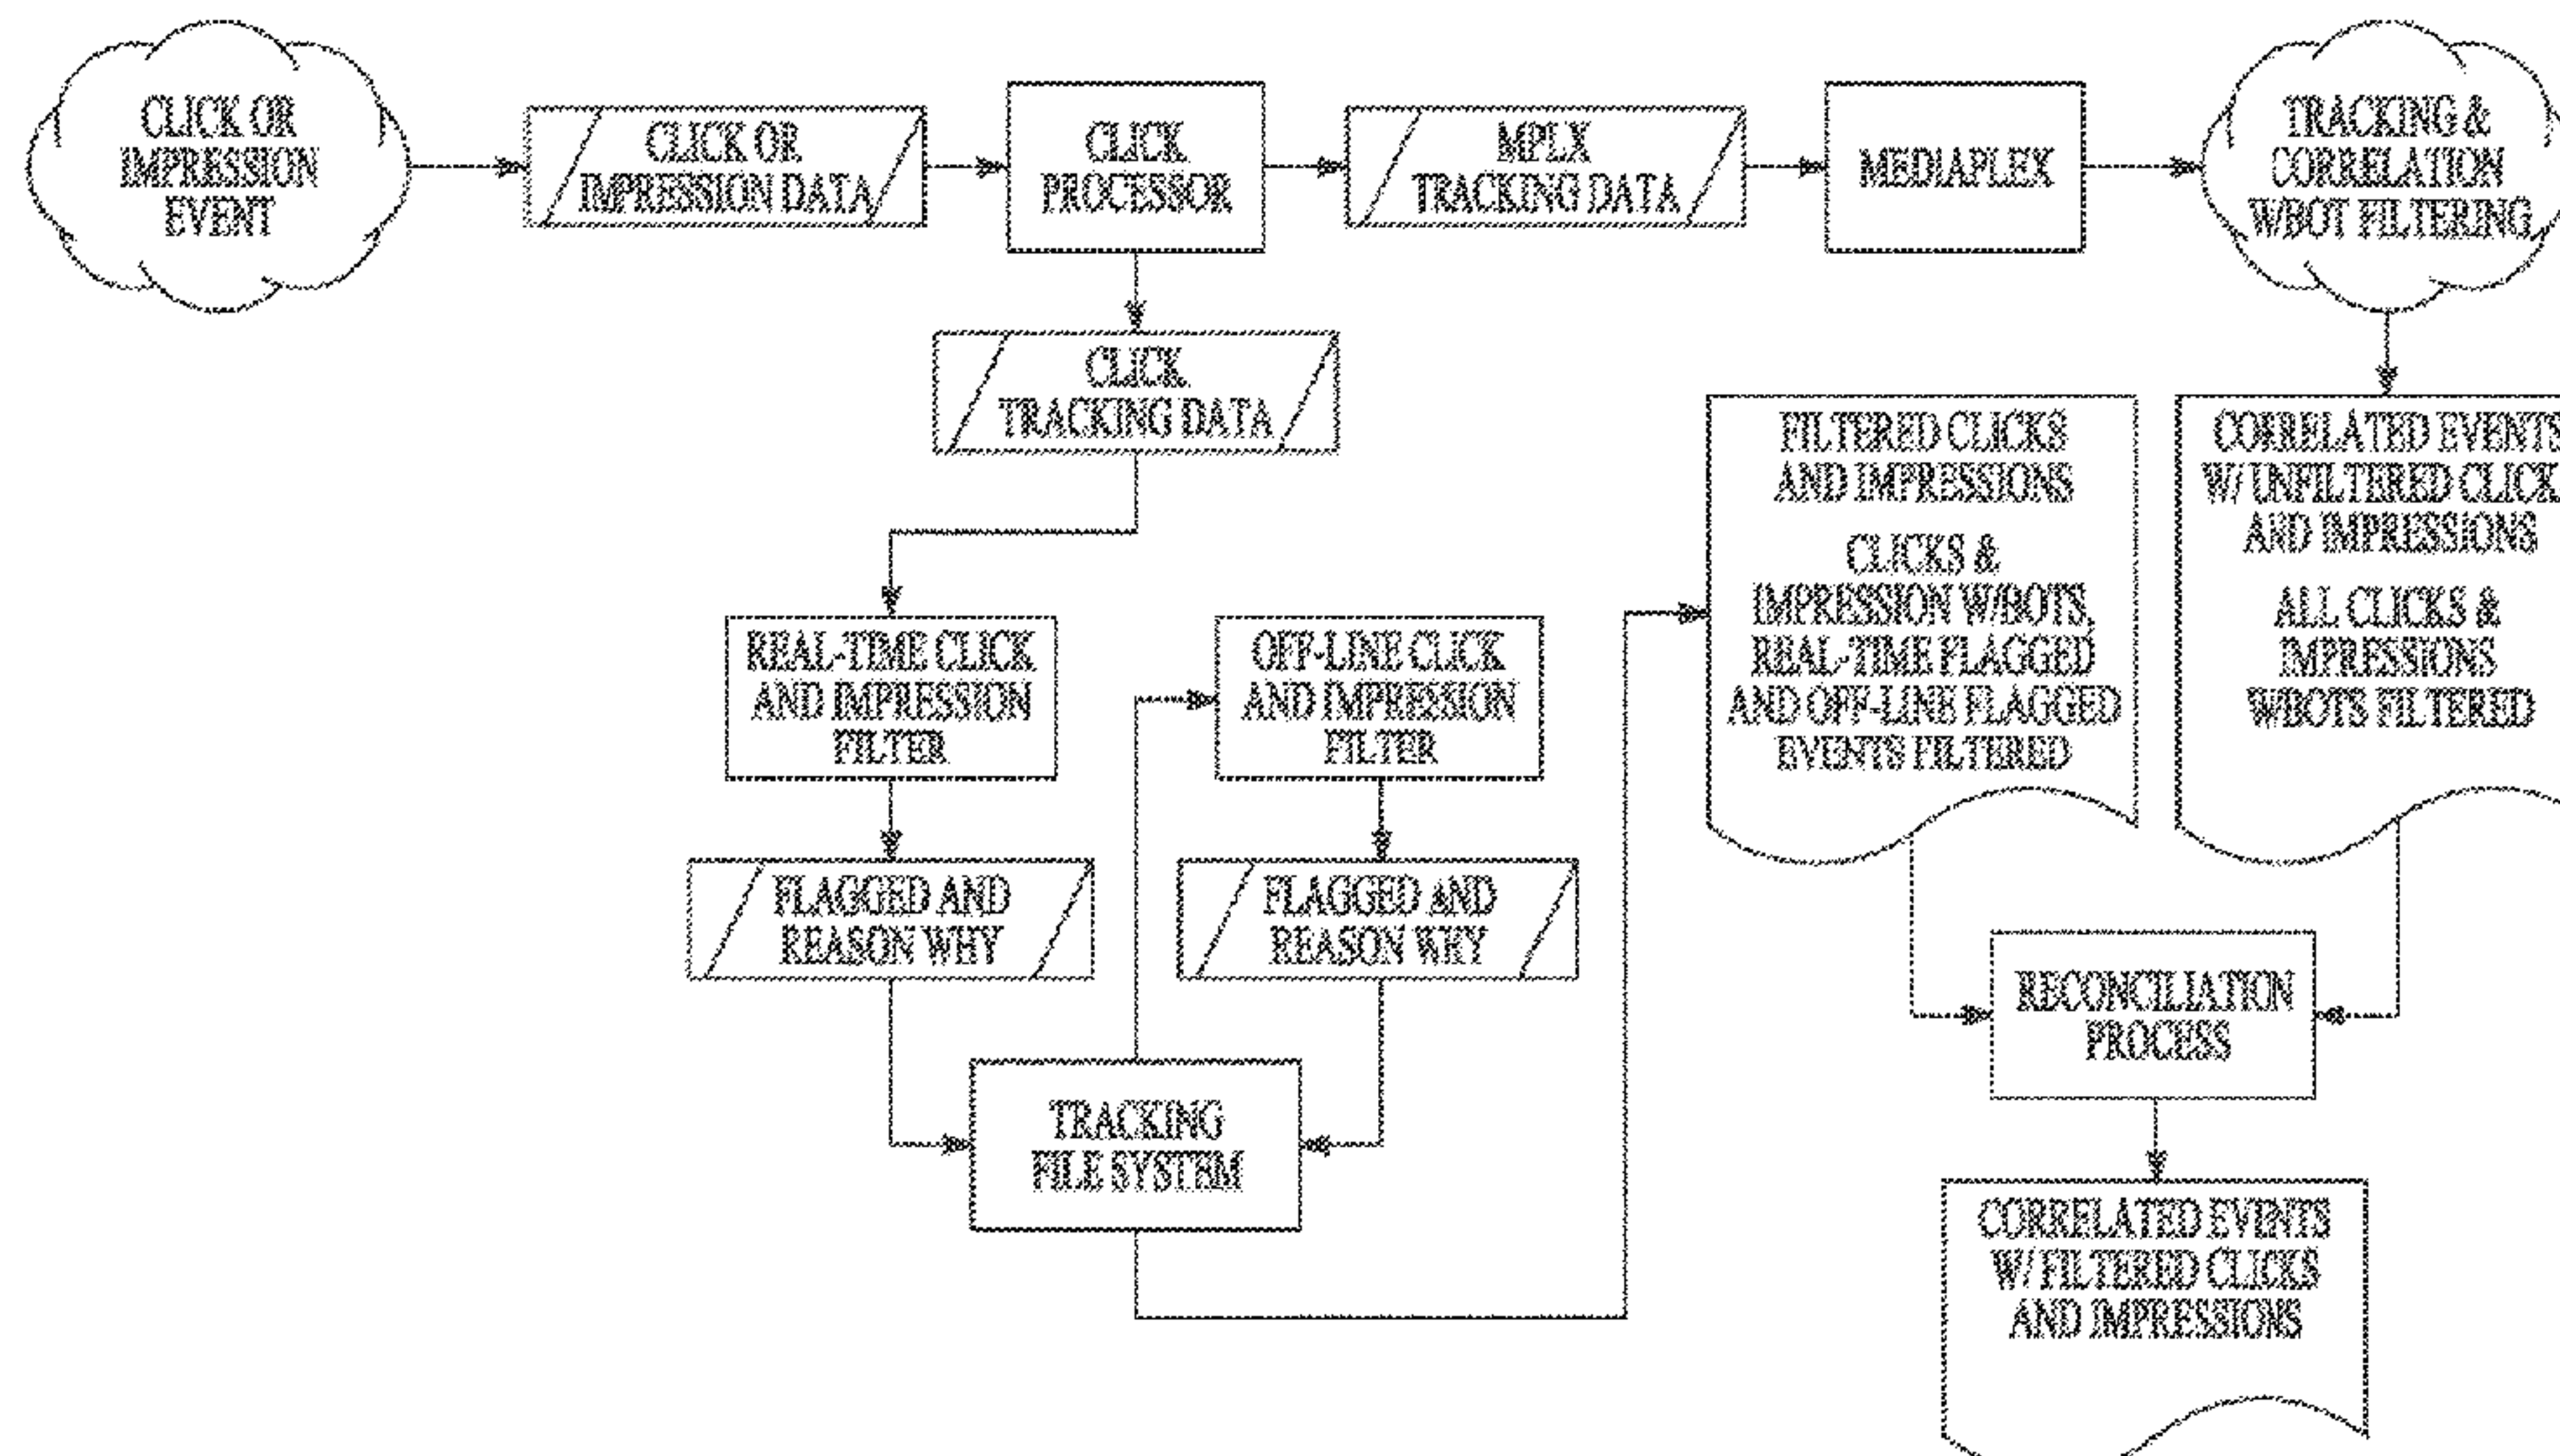 CLICK OR
IMPRESSION
EVENT
CLICK OR
IMPRESSION DATA
CLICK
PROCESSOR
MPLX
TRACKING DATA
MEDIAPLEX
TRACKING &
CORRELATION
WBOT FILTERING
CLICK
TRACKING DATA
FILTERED CLICKS
AND IMPRESSIONS
CLICKS &
IMPRESSION W/BOTS,
REAL-TIME FLAGGED
AND OFF-LINE FLAGGED
EVENTS FILTERED
CORRELATED EVENTS
W/ UNFILTERED CLICK
AND IMPRESSIONS
ALL CLICKS &
IMPRESSIONS
WBOTS FILTERED
REAL-TIME CLICK
AND IMPRESSION
FILTER
OFF-LINE CLICK
AND IMPRESSION
FILTER
FLAGGED AND
REASON WHY
FLAGGED AND
REASON WHY
TRACKING
FILE SYSTEM
RECONCILIATION
PROCESS
CORRELATED EVENTS
W/ FILTERED CLICKS
AND IMPRESSIONS